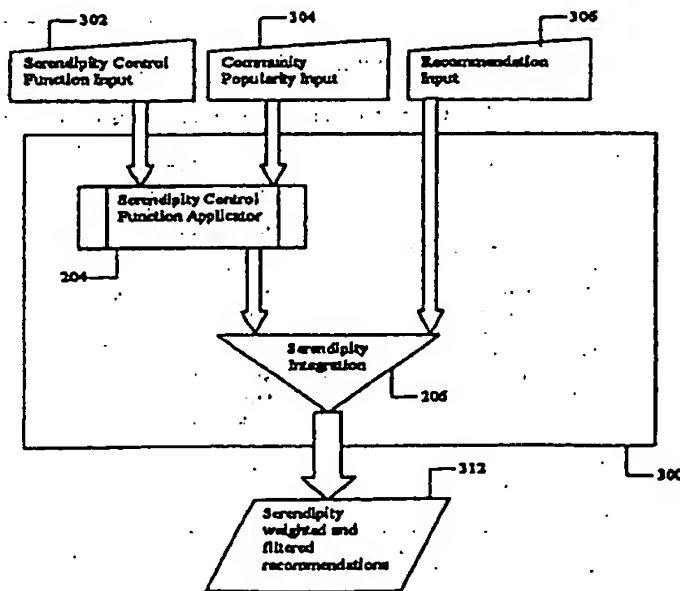 302
304
306
Serendipity Control
Function Input
Community
Popularity Input
Recommendation
Input
Serendipity Control
Function Applicator
204
Serendipity
Integration
206
300
312
Serendipity
weighted and
filtered
recommendations